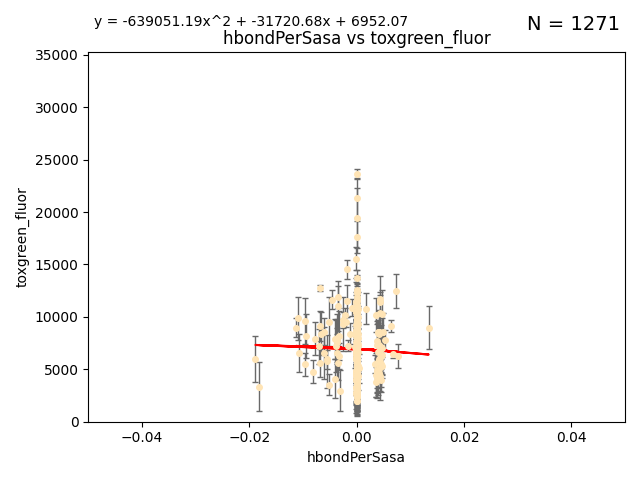 y = -639051.19x^2 + -31720.68x + 6952.07
N = 1271
hbondPerSasa vs toxgreen_fluor
toxgreen_fluor
35000
30000
25000
20000
15000
10000
5000
0
−0.04
−0.02
0.00
0.02
0.04
hbondPerSasa